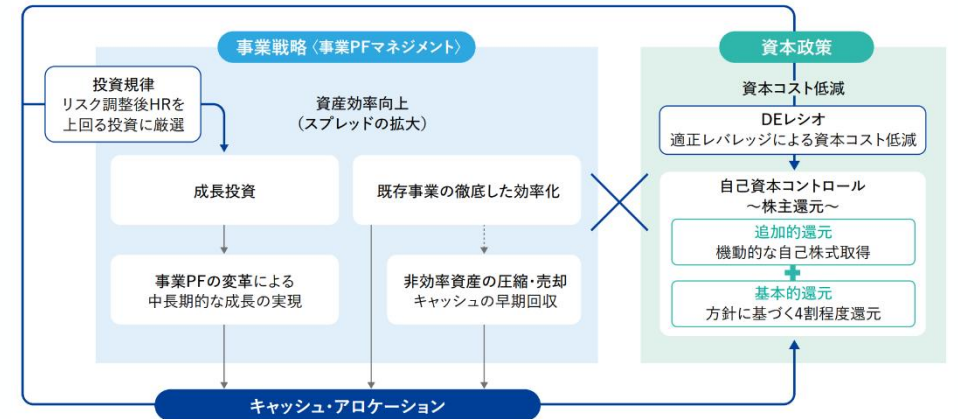 事業戦略〈事業PFマネジメント〉
投資規律
リスク調整後HRを
上回る投資に厳選
資産効率向上
（スプレッドの拡大）
成長投資
既存事業の徹底した効率化
事業PFの変革による
中長期的な成長の実現
非効率資産の圧縮・売却
キャッシュの早期回収
資本政策
資本コスト低減
DEレシオ
適正レバレッジによる資本コスト低減
自己資本コントロール
～株主還元～
追加的還元
機動的な自己株式取得
基本的還元
方針に基づく4割程度還元
キャッシュ・アロケーション